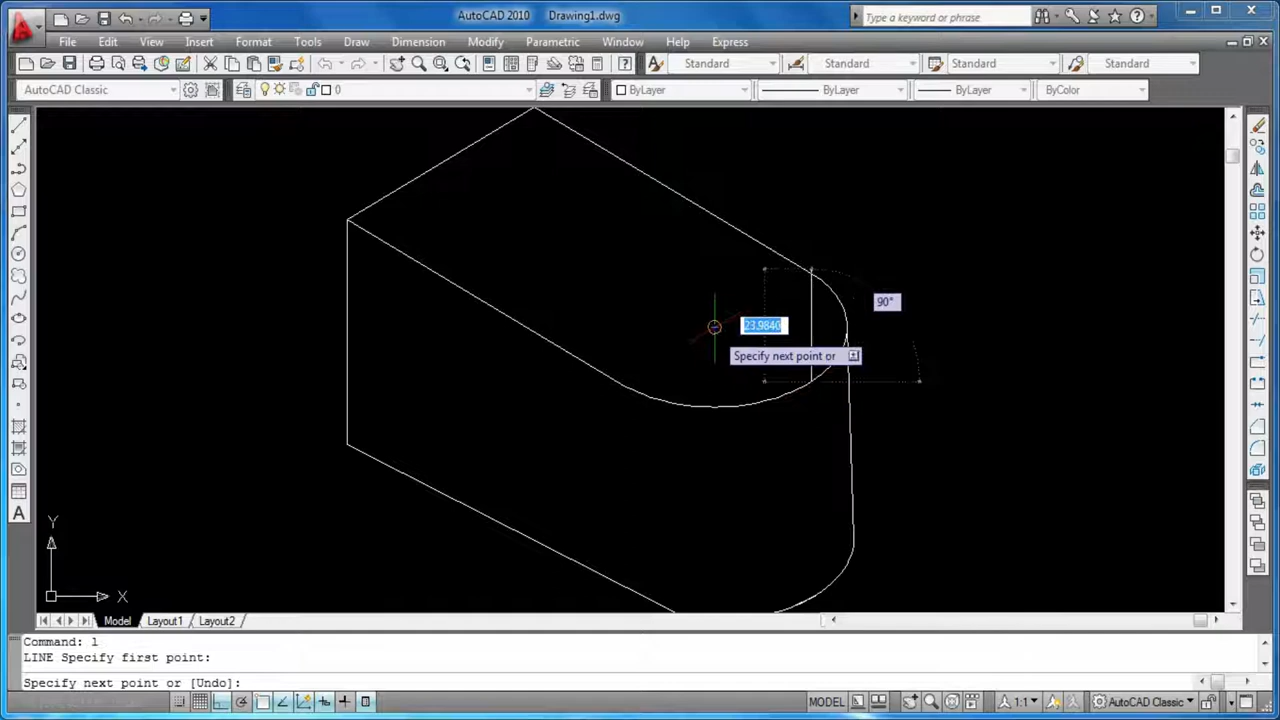 AutoCAD 2010 Drawing1.dwg
Type a keyword or phrase
File Edit View Insert Format Tools Draw Dimension Modify Parametric Window Help Express
Standard Standard Standard Standard
AutoCAD Classic 0 ByLayer ByLayer ByLayer ByColor
90°
23.9840
Specify next point or
Y
X
A
Model Layout1 Layout2
Command: l
LINE Specify first point:
Specify next point or [Undo]:
MODEL 1:1 AutoCAD Classic